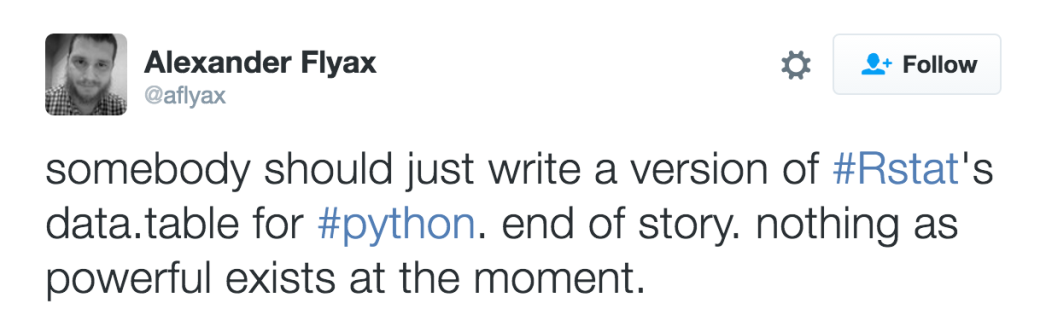 Alexander Flyax
@aflyax
Follow
somebody should just write a version of #Rstat's
data.table for #python. end of story. nothing as
powerful exists at the moment.